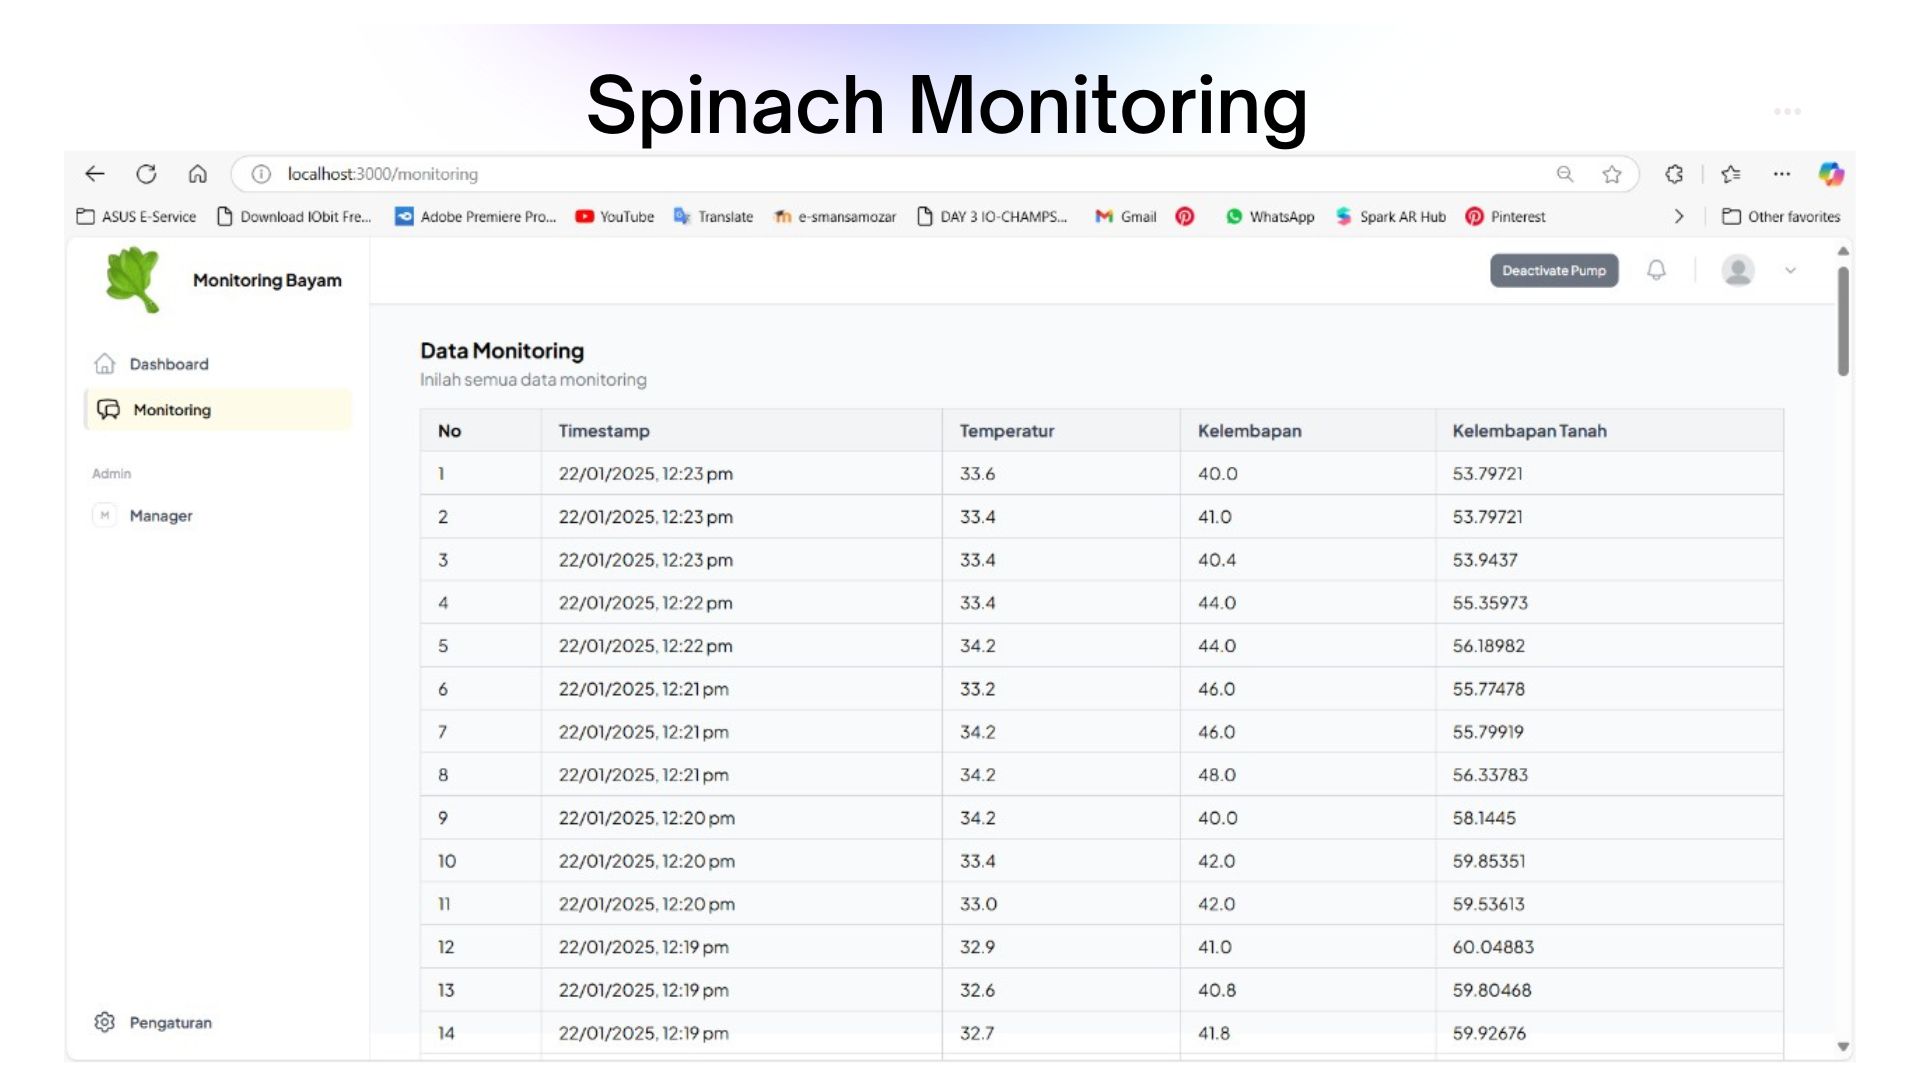 Spinach Monitoring
localhost:3000/monitoring
ASUS E-Service Download IObit Fre... Adobe Premiere Pro... YouTube Translate e-smansamozar DAY 3 IO-CHAMPS... Gmail WhatsApp Spark AR Hub Pinterest Other favorites
Monitoring Bayam
Deactivate Pump
Dashboard
Monitoring
Admin
M Manager
Pengaturan
Data Monitoring
Inilah semua data monitoring
No Timestamp Temperatur Kelembapan Kelembapan Tanah
1 22/01/2025, 12:23 pm 33.6 40.0 53.79721
2 22/01/2025, 12:23 pm 33.4 41.0 53.79721
3 22/01/2025, 12:23 pm 33.4 40.4 53.9437
4 22/01/2025, 12:22 pm 33.4 44.0 55.35973
5 22/01/2025, 12:22 pm 34.2 44.0 56.18982
6 22/01/2025, 12:21 pm 33.2 46.0 55.77478
7 22/01/2025, 12:21 pm 34.2 46.0 55.79919
8 22/01/2025, 12:21 pm 34.2 48.0 56.33783
9 22/01/2025, 12:20 pm 34.2 40.0 58.1445
10 22/01/2025, 12:20 pm 33.4 42.0 59.85351
11 22/01/2025, 12:20 pm 33.0 42.0 59.53613
12 22/01/2025, 12:19 pm 32.9 41.0 60.04883
13 22/01/2025, 12:19 pm 32.6 40.8 59.80468
14 22/01/2025, 12:19 pm 32.7 41.8 59.92676